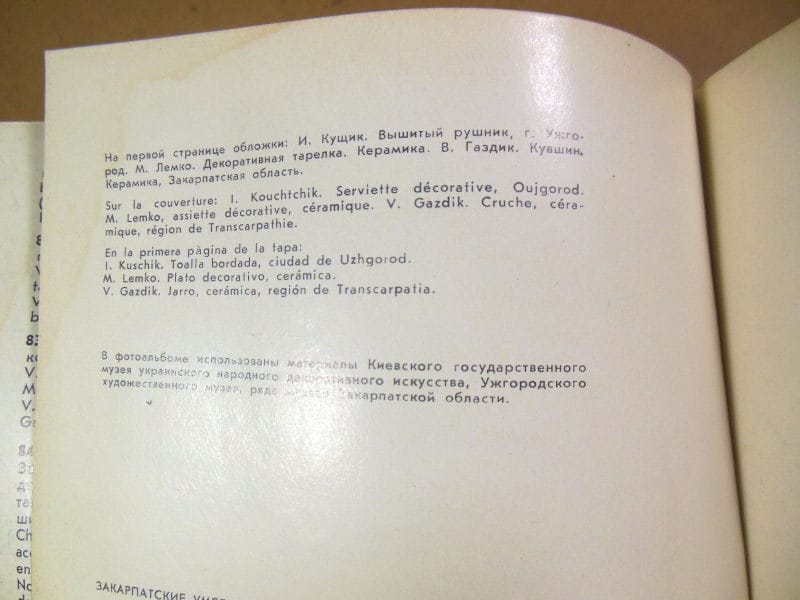 На первой странице обложки: И. Кущик. Вышитый рушник, г. Ужго-
род. М. Лемко. Декоративная тарелка. Керамика. В. Газдик. Кувшин.
Керамика, Закарпатская область.
Sur la couverture: I. Kouchtchik. Serviette décorative, Oujgorod.
M. Lemko, assiette décorative, céramique. V. Gazdik. Cruche, céra-
mique, région de Transcarpathie.
En la primera pàgina de la tapa:
I. Kuschik. Toalla bordada, ciudad de Uzhgorod.
M. Lemko. Plato decorativo, cerámica.
V. Gazdik. Jarro, cerámica, región de Transcarpatia.
В фотоальбоме использованы материалы Киевского государственного
музея украинского народного декоративного искусства, Ужгородского
художественного музея, ряда музеев Закарпатской области.
ЗАКАРПАТСКИЕ
83
84